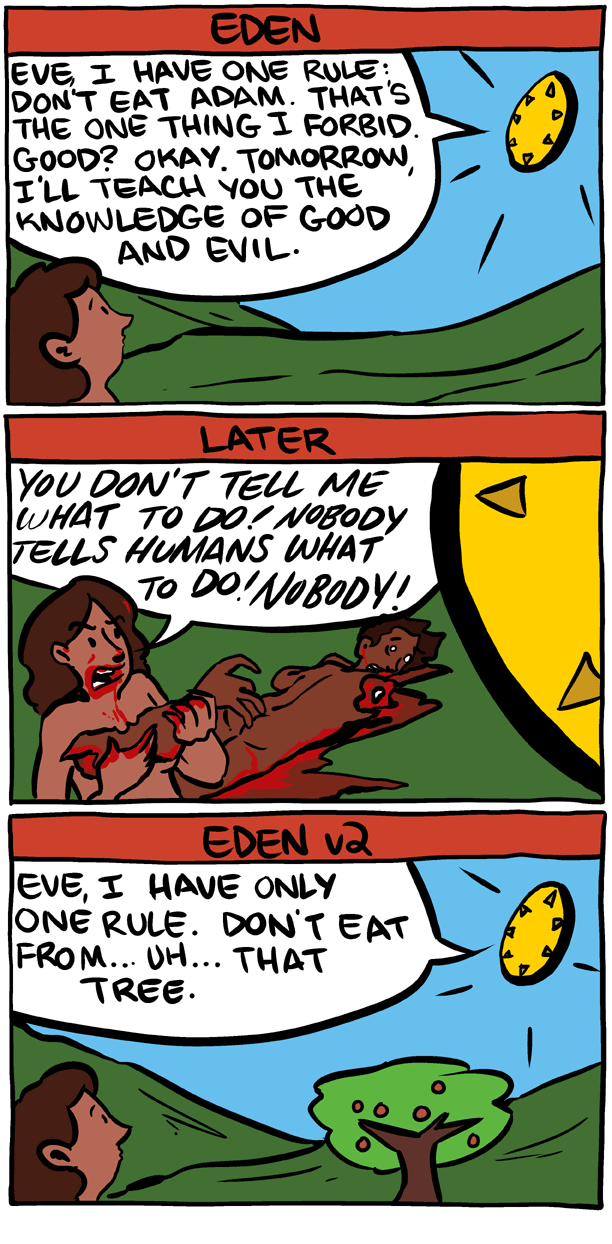 EDEN
EVE, I HAVE ONE RULE:
DON'T EAT ADAM. THAT'S
THE ONE THING I FORBID.
GOOD? OKAY. TOMORROW,
I'LL TEACH YOU THE
KNOWLEDGE OF GOOD
AND EVIL.
LATER
YOU DON'T TELL ME
WHAT TO DO! NOBODY
TELLS HUMANS WHAT
TO DO! NOBODY!
EDEN v2
EVE, I HAVE ONLY
ONE RULE. DON'T EAT
FROM... UH... THAT
TREE.